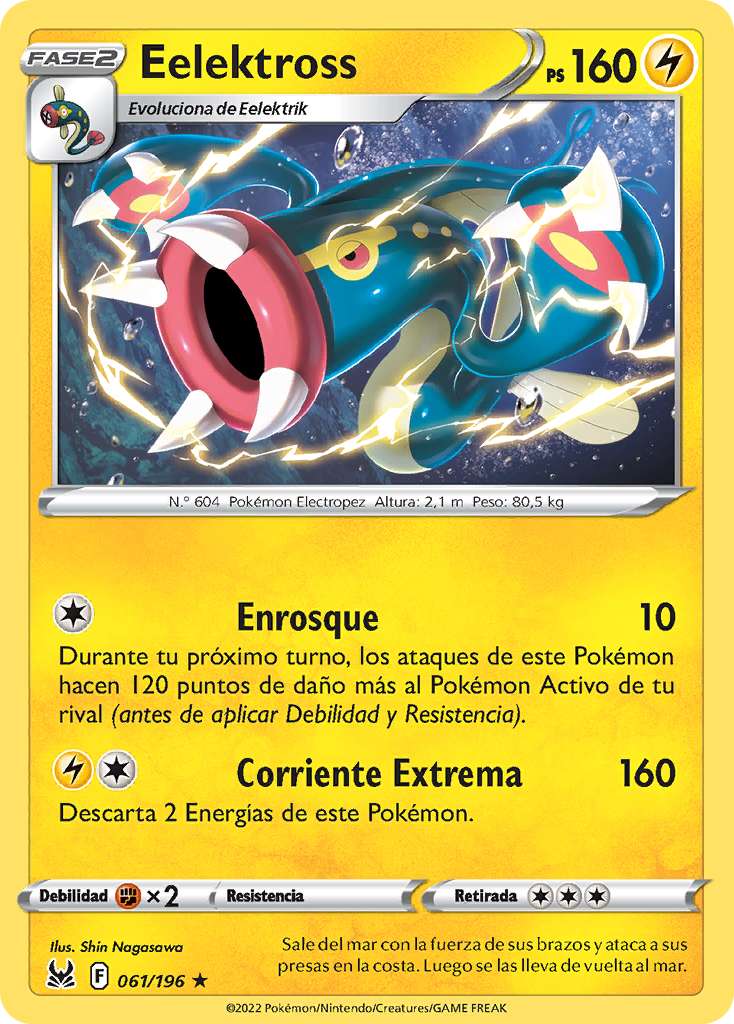 FASE2
Eelektross
PS 160
Evoluciona de Eelektrik
N.º 604 Pokémon Electropez Altura: 2,1 m Peso: 80,5 kg
Enrosque 10
Durante tu próximo turno, los ataques de este Pokémon
hacen 120 puntos de daño más al Pokémon Activo de tu
rival (antes de aplicar Debilidad y Resistencia).
Corriente Extrema 160
Descarta 2 Energías de este Pokémon.
Debilidad ×2 Resistencia Retirada
Ilus. Shin Nagasawa
F 061/196 ★
Sale del mar con la fuerza de sus brazos y ataca a sus
presas en la costa. Luego se las lleva de vuelta al mar.
©2022 Pokémon/Nintendo/Creatures/GAME FREAK